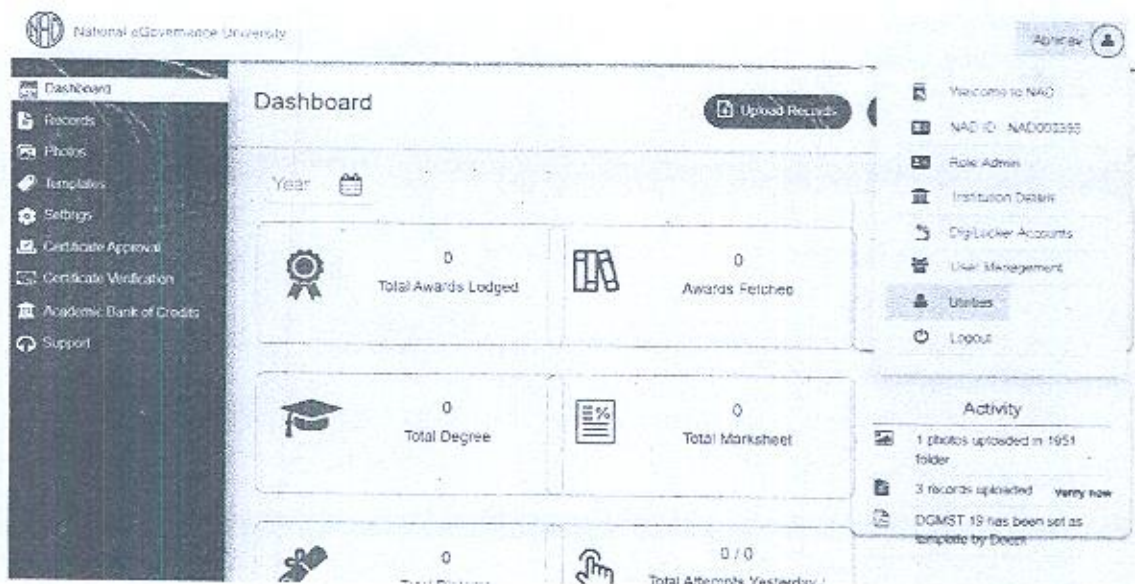 NAD National eGovernance University
Abhinav
Dashboard
Records
Photos
Templates
Settings
Certificate Approval
Certificate Verification
Academic Bank of Credits
Support
Dashboard
Upload Records
Year
0
Total Awards Lodged
0
Awards Fetched
0
Total Degree
0
Total Marksheet
0
Total Diploma
0 / 0
Total Attempts Yesterday /
Welcome to NAD
NAD ID :
Role Admin
Institution Details
DigiLocker Accounts
User Management
Utilities
Logout
Activity
1 photos uploaded in 1951
folder
3 records uploaded Verify now
DGMST 19 has been set as
template by